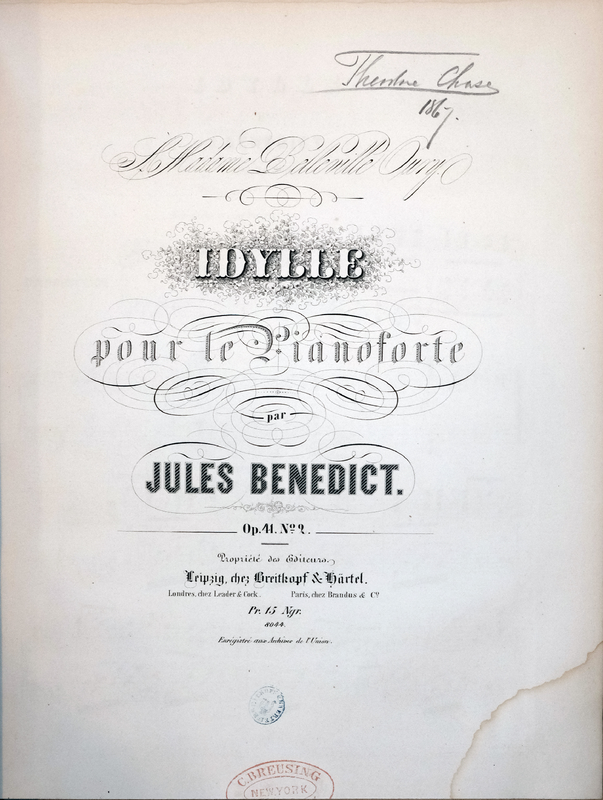 Theodore Chase
1867.
à Madame Belleville Oury.
IDYLLE
pour le Pianoforte
par
JULES BENEDICT.
Op. 41. Nº 2.
Propriété des Editeurs.
Leipzig, chez Breitkopf & Härtel.
Londres, chez Leader & Cock. Paris, chez Brandus & Cº
Pr. 15 Ngr.
8044.
Enrégistré aux Archives de l'Union.
C. BREUSING
NEW YORK